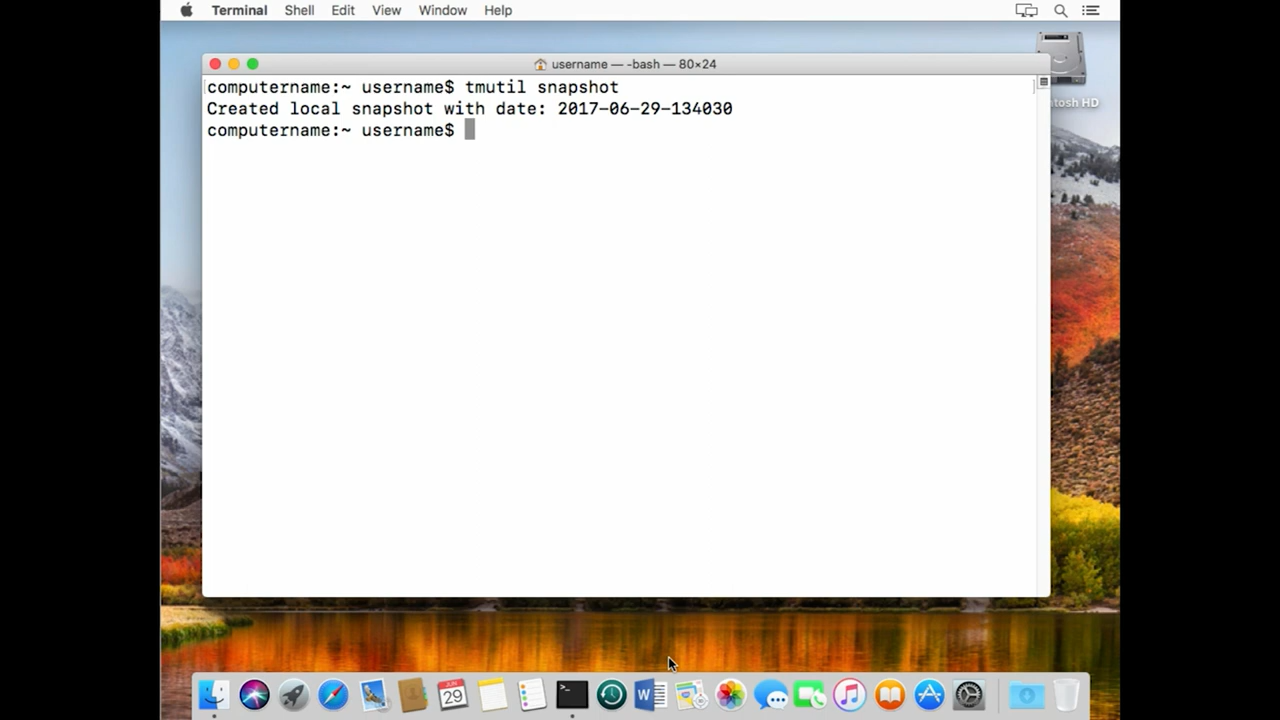 Terminal Shell Edit View Window Help
username — -bash — 80×24
computername:~ username$ tmutil snapshot
Created local snapshot with date: 2017-06-29-134030
tosh HD
computername:~ username$
JUN
29